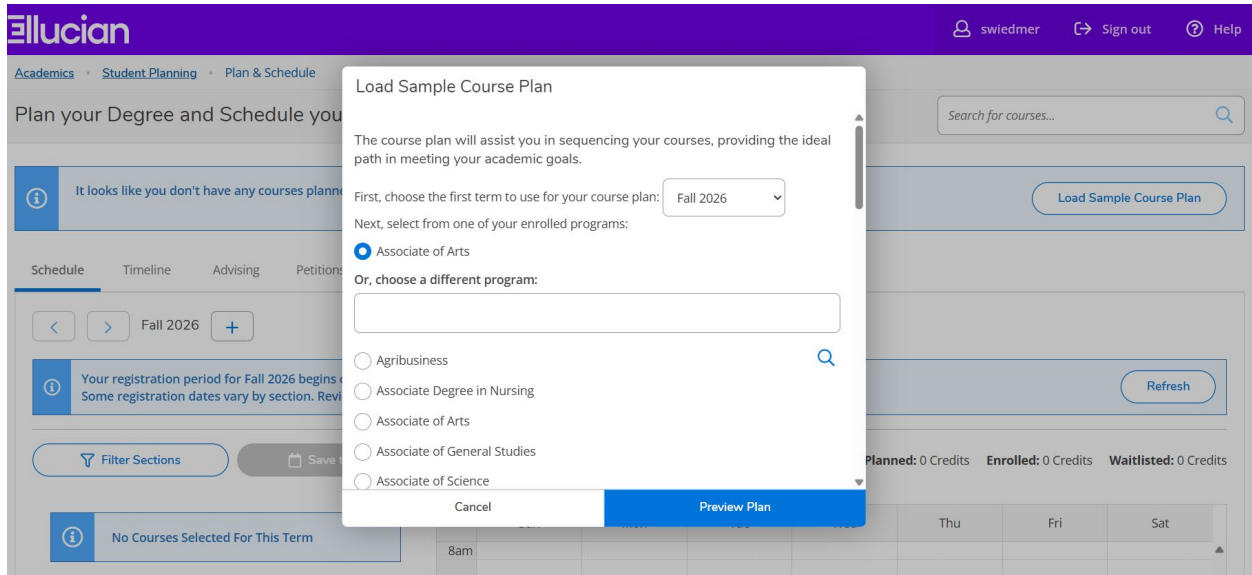 Ellucian
swiedmer
Sign out
Help
Academics · Student Planning · Plan & Schedule
Plan your Degree and Schedule you
Search for courses...
It looks like you don't have any courses planne
Load Sample Course Plan
Load Sample Course Plan
The course plan will assist you in sequencing your courses, providing the ideal
path in meeting your academic goals.
First, choose the first term to use for your course plan: Fall 2026
Next, select from one of your enrolled programs:
Associate of Arts
Or, choose a different program:
Agribusiness
Associate Degree in Nursing
Associate of Arts
Associate of General Studies
Associate of Science
Cancel
Preview Plan
Schedule Timeline Advising Petitions
Fall 2026
Your registration period for Fall 2026 begins
Some registration dates vary by section. Revi
Refresh
Filter Sections
Save
Planned: 0 Credits Enrolled: 0 Credits Waitlisted: 0 Credits
No Courses Selected For This Term
Thu Fri Sat
8am